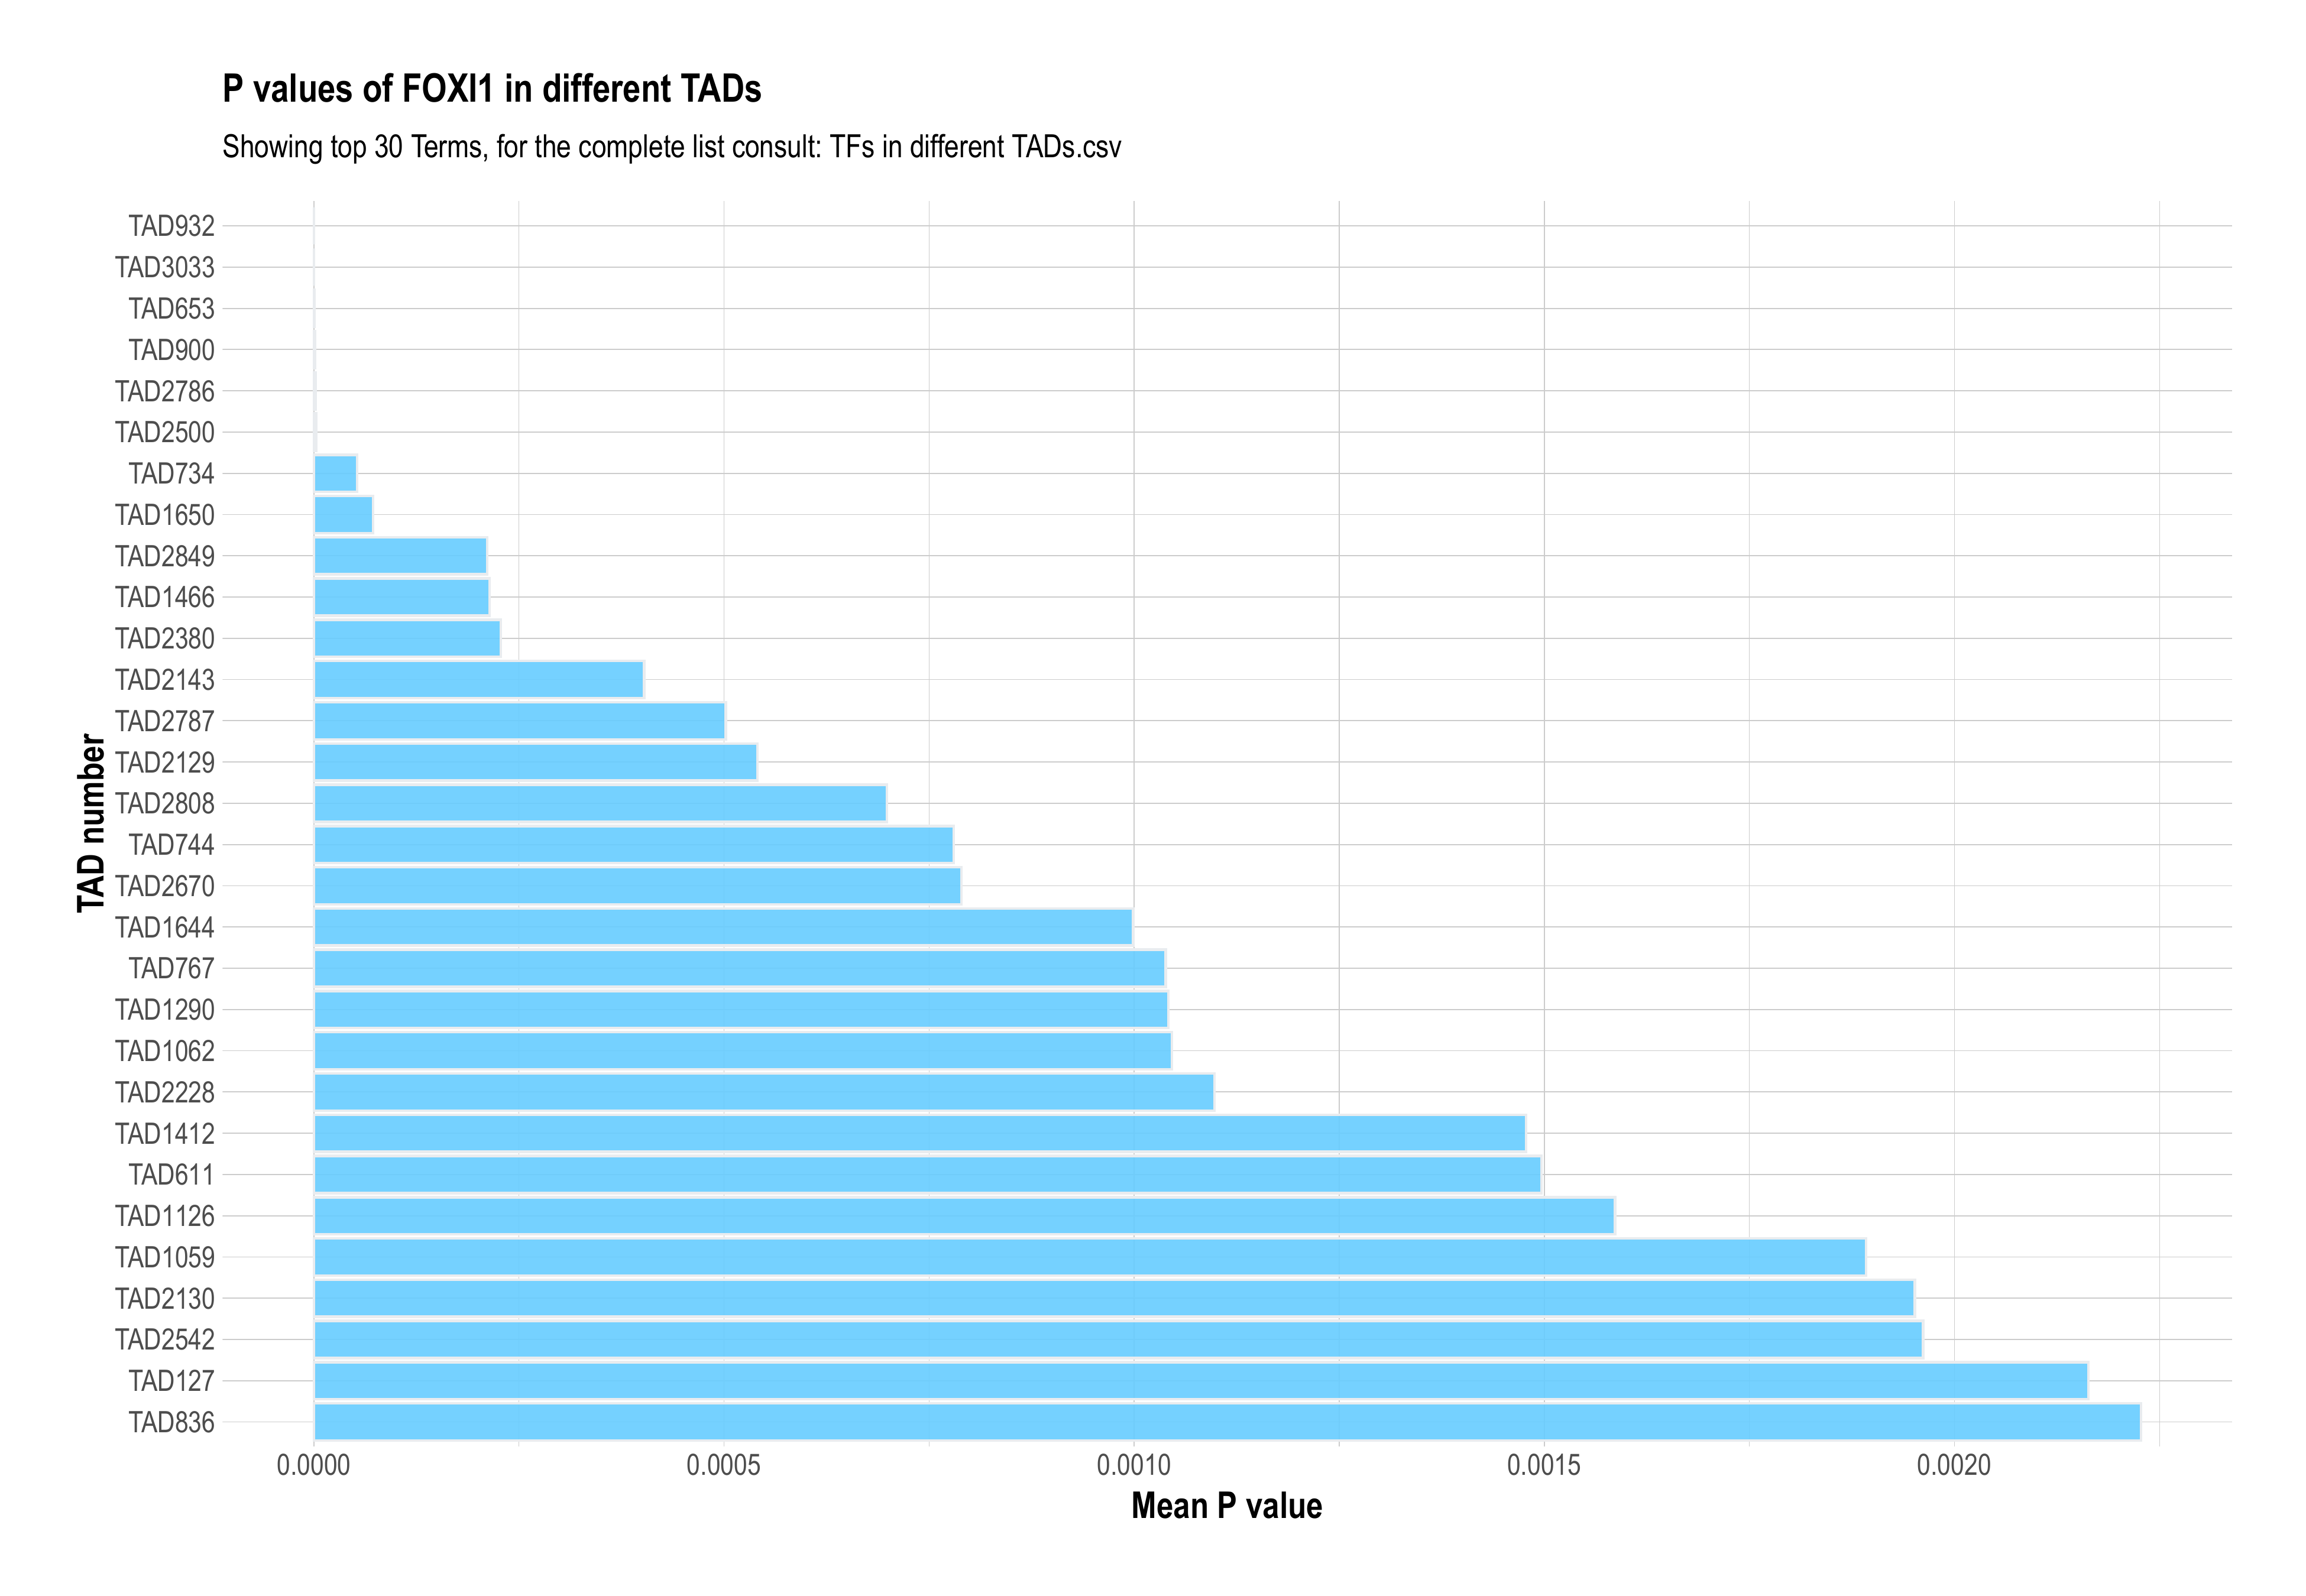 P values of FOXI1 in different TADs
Showing top 30 Terms, for the complete list consult: TFs in different TADs.csv
TAD number
TAD932
TAD3033
TAD653
TAD900
TAD2786
TAD2500
TAD734
TAD1650
TAD2849
TAD1466
TAD2380
TAD2143
TAD2787
TAD2129
TAD2808
TAD744
TAD2670
TAD1644
TAD767
TAD1290
TAD1062
TAD2228
TAD1412
TAD611
TAD1126
TAD1059
TAD2130
TAD2542
TAD127
TAD836
0.0000 0.0005 0.0010 0.0015 0.0020
Mean P value